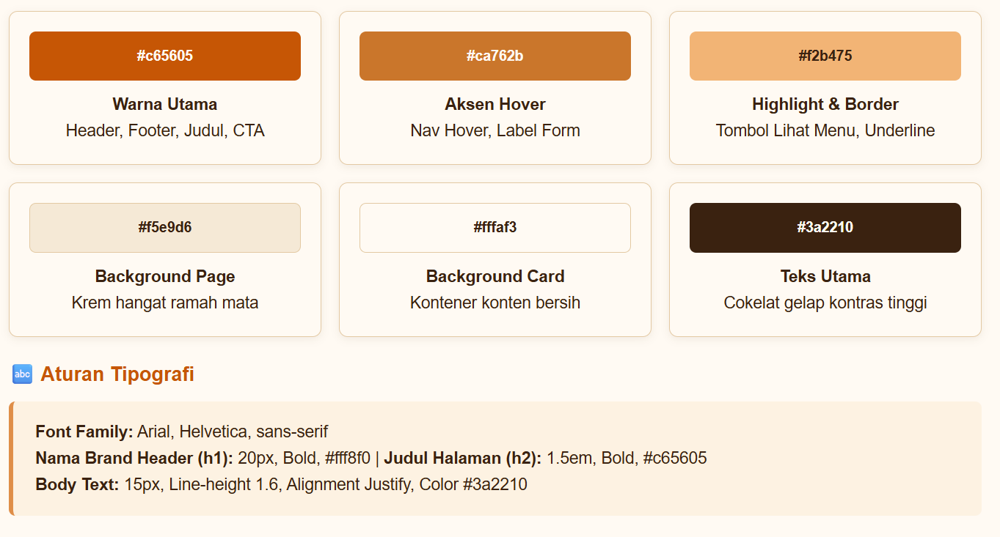 #c65605
Warna Utama
Header, Footer, Judul, CTA
#ca762b
Aksen Hover
Nav Hover, Label Form
#f2b475
Highlight & Border
Tombol Lihat Menu, Underline
#f5e9d6
Background Page
Krem hangat ramah mata
#fffaf3
Background Card
Kontener konten bersih
#3a2210
Teks Utama
Cokelat gelap kontras tinggi
abc Aturan Tipografi
Font Family: Arial, Helvetica, sans-serif
Nama Brand Header (h1): 20px, Bold, #fff8f0 | Judul Halaman (h2): 1.5em, Bold, #c65605
Body Text: 15px, Line-height 1.6, Alignment Justify, Color #3a2210